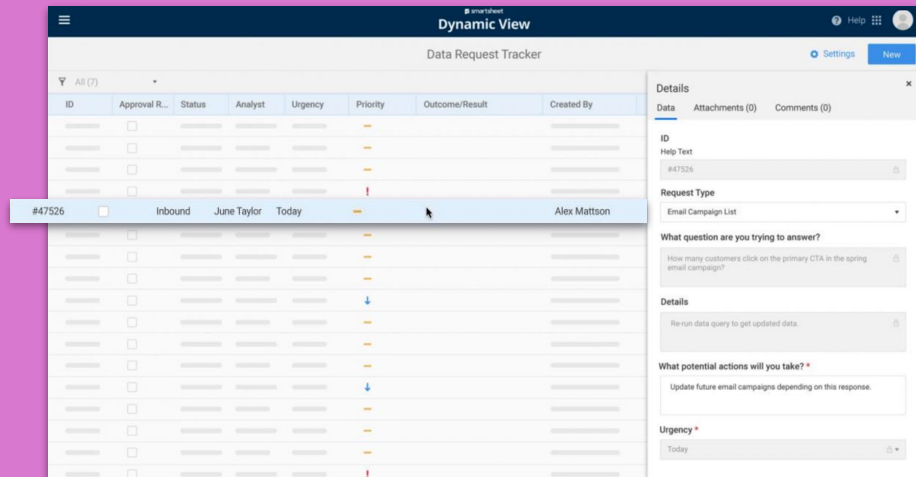 smartsheet
Dynamic View
Help
Data Request Tracker
Settings
New
All (7)
ID Approval R... Status Analyst Urgency Priority Outcome/Result Created By
#47526 Inbound June Taylor Today Alex Mattson
Details
Data Attachments (0) Comments (0)
ID
Help Text
#47526
Request Type
Email Campaign List
What question are you trying to answer?
How many customers click on the primary CTA in the spring
email campaign?
Details
Re-run data query to get updated data.
What potential actions will you take? *
Update future email campaigns depending on this response.
Urgency *
Today